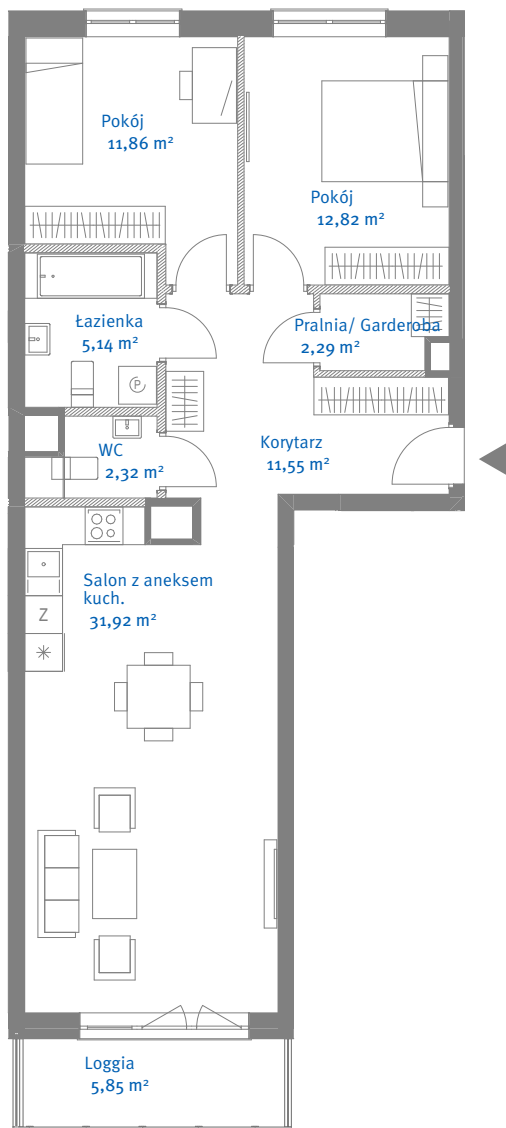 Pokój
11,86 m²
Pokój
12,82 m²
Łazienka
5,14 m²
Pralnia/ Garderoba
2,29 m²
P
WC
2,32 m²
Korytarz
11,55 m²
Salon z aneksem
kuch.
31,92 m²
Z
Loggia
5,85 m²